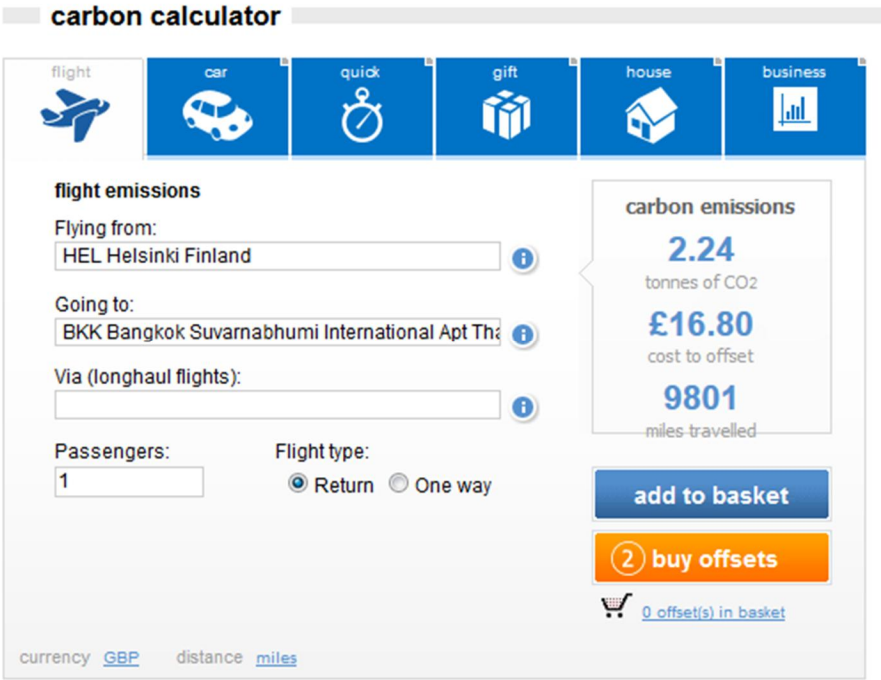 carbon calculator
flight car quick gift house business
flight emissions
Flying from:
HEL Helsinki Finland
Going to:
BKK Bangkok Suvarnabhumi International Apt Tha
Via (longhaul flights):
Passengers: Flight type:
1 Return One way
carbon emissions
2.24
tonnes of CO2
£16.80
cost to offset
9801
miles travelled
add to basket
2 buy offsets
0 offset(s) in basket
currency GBP distance miles